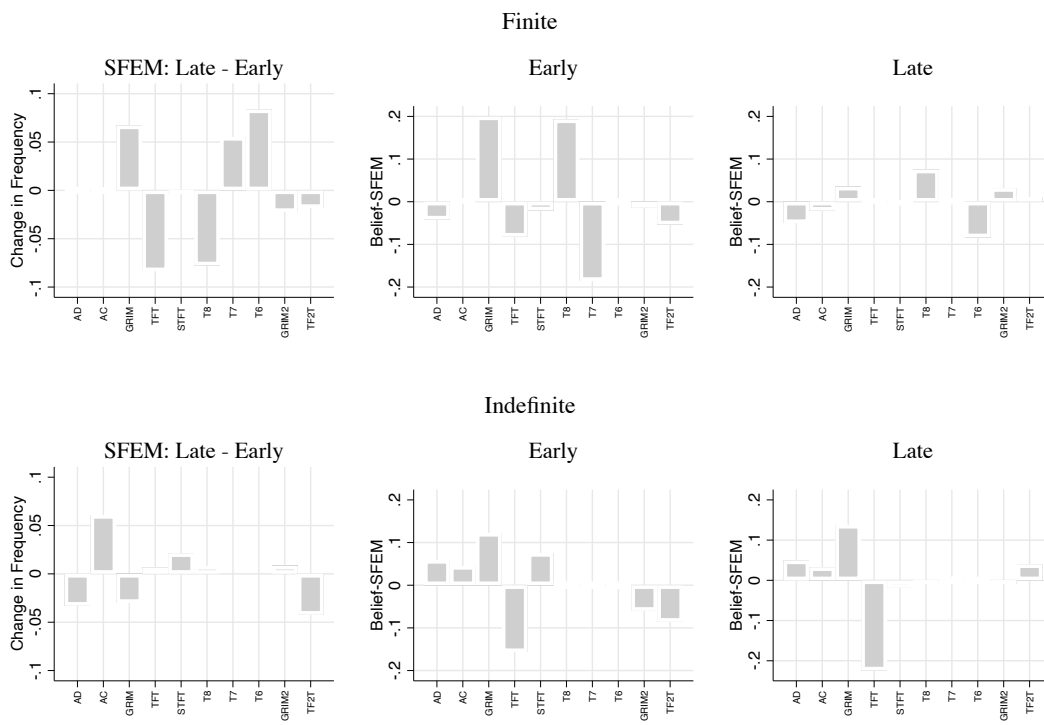 Finite
SFEM: Late - Early
Change in Frequency
.1
.05
0
-.05
-.1
AD
AC
GRIM
TFT
STFT
T8
T7
T6
GRIM2
TF2T
Early
Belief-SFEM
.2
.1
0
-.1
-.2
AD
AC
GRIM
TFT
STFT
T8
T7
T6
GRIM2
TF2T
Late
Belief-SFEM
.2
.1
0
-.1
-.2
AD
AC
GRIM
TFT
STFT
T8
T7
T6
GRIM2
TF2T
Indefinite
SFEM: Late - Early
Change in Frequency
.1
.05
0
-.05
-.1
AD
AC
GRIM
TFT
STFT
T8
T7
T6
GRIM2
TF2T
Early
Belief-SFEM
.2
.1
0
-.1
-.2
AD
AC
GRIM
TFT
STFT
T8
T7
T6
GRIM2
TF2T
Late
Belief-SFEM
.2
.1
0
-.1
-.2
AD
AC
GRIM
TFT
STFT
T8
T7
T6
GRIM2
TF2T